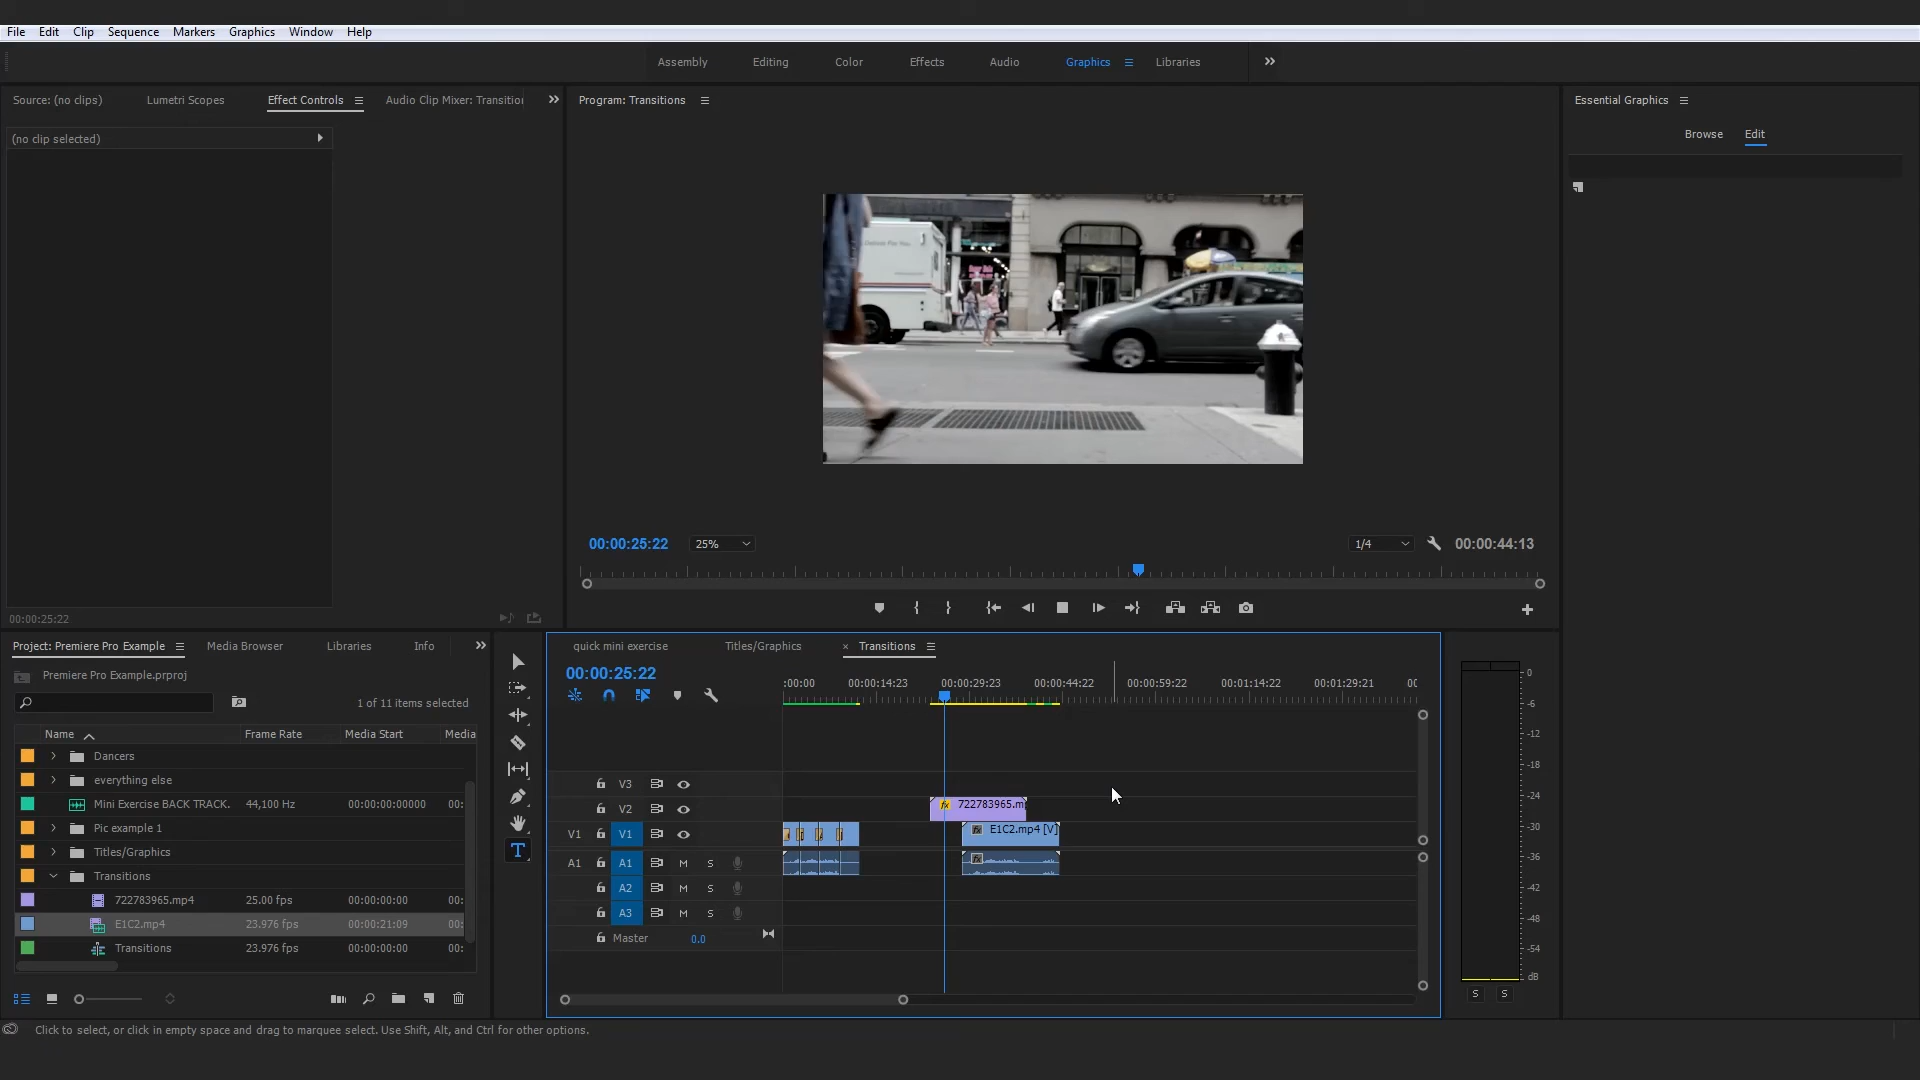 File Edit Clip Sequence Markers Graphics Window Help
Assembly Editing Color Effects Audio Graphics Libraries
Source: (no clips) Lumetri Scopes Effect Controls Audio Clip Mixer: Transition
Program: Transitions
Essential Graphics
(no clip selected)
Browse Edit
00:00:25:22 25% 1/4 00:00:44:13
00:00:25:22
Project: Premiere Pro Example Media Browser Libraries Info
quick mini exercise Titles/Graphics × Transitions
Premiere Pro Example.prproj
00:00:25:22
1 of 11 items selected
:00:00 00:00:14:23 00:00:29:23 00:00:44:22 00:00:59:22 00:01:14:22 00:01:29:21 00
Name Frame Rate Media Start Media
Dancers
everything else
Mini Exercise BACK TRACK. 44,100 Hz 00:00:00:00000 00:
Pic example 1
Titles/Graphics
Transitions
722783965.mp4 25.00 fps 00:00:00:00 00:
E1C2.mp4 23.976 fps 00:00:21:09 00:
Transitions 23.976 fps 00:00:00:00 00:
V3
V2 fx 722783965.mp
V1 V1 fx E1C2.mp4 [V]
A1 A1 M S fx
A2 M S
A3 M S
Master 0.0
0
-6
-12
-18
-24
-30
-36
-42
-48
-54
dB
S S
Click to select, or click in empty space and drag to marquee select. Use Shift, Alt, and Ctrl for other options.